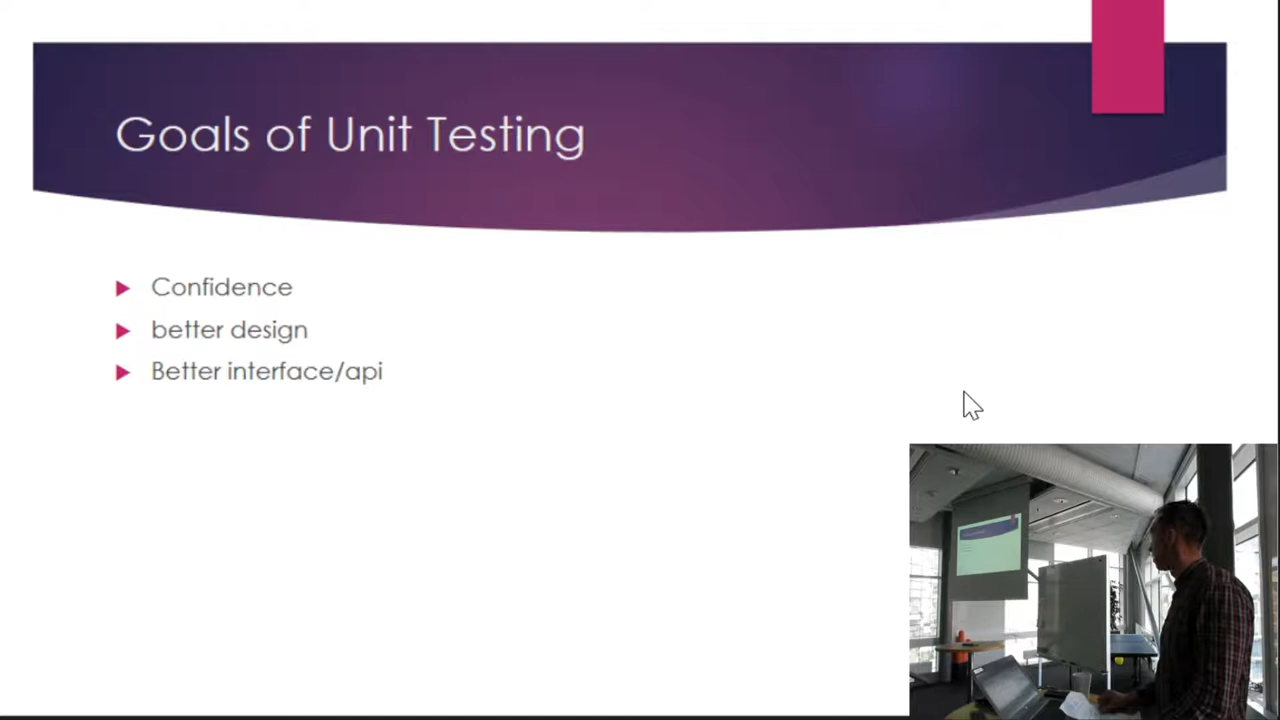 Goals of Unit Testing
Confidence
better design
Better interface/api